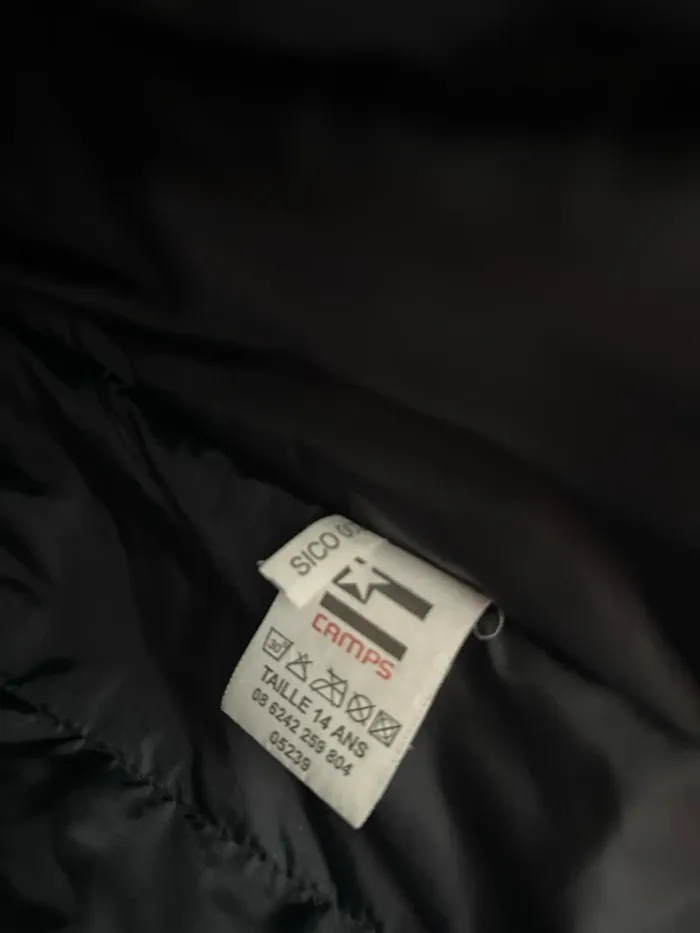 SICO
CAMPS
30°
TAILLE 14 ANS
08 6242 259 804
05239